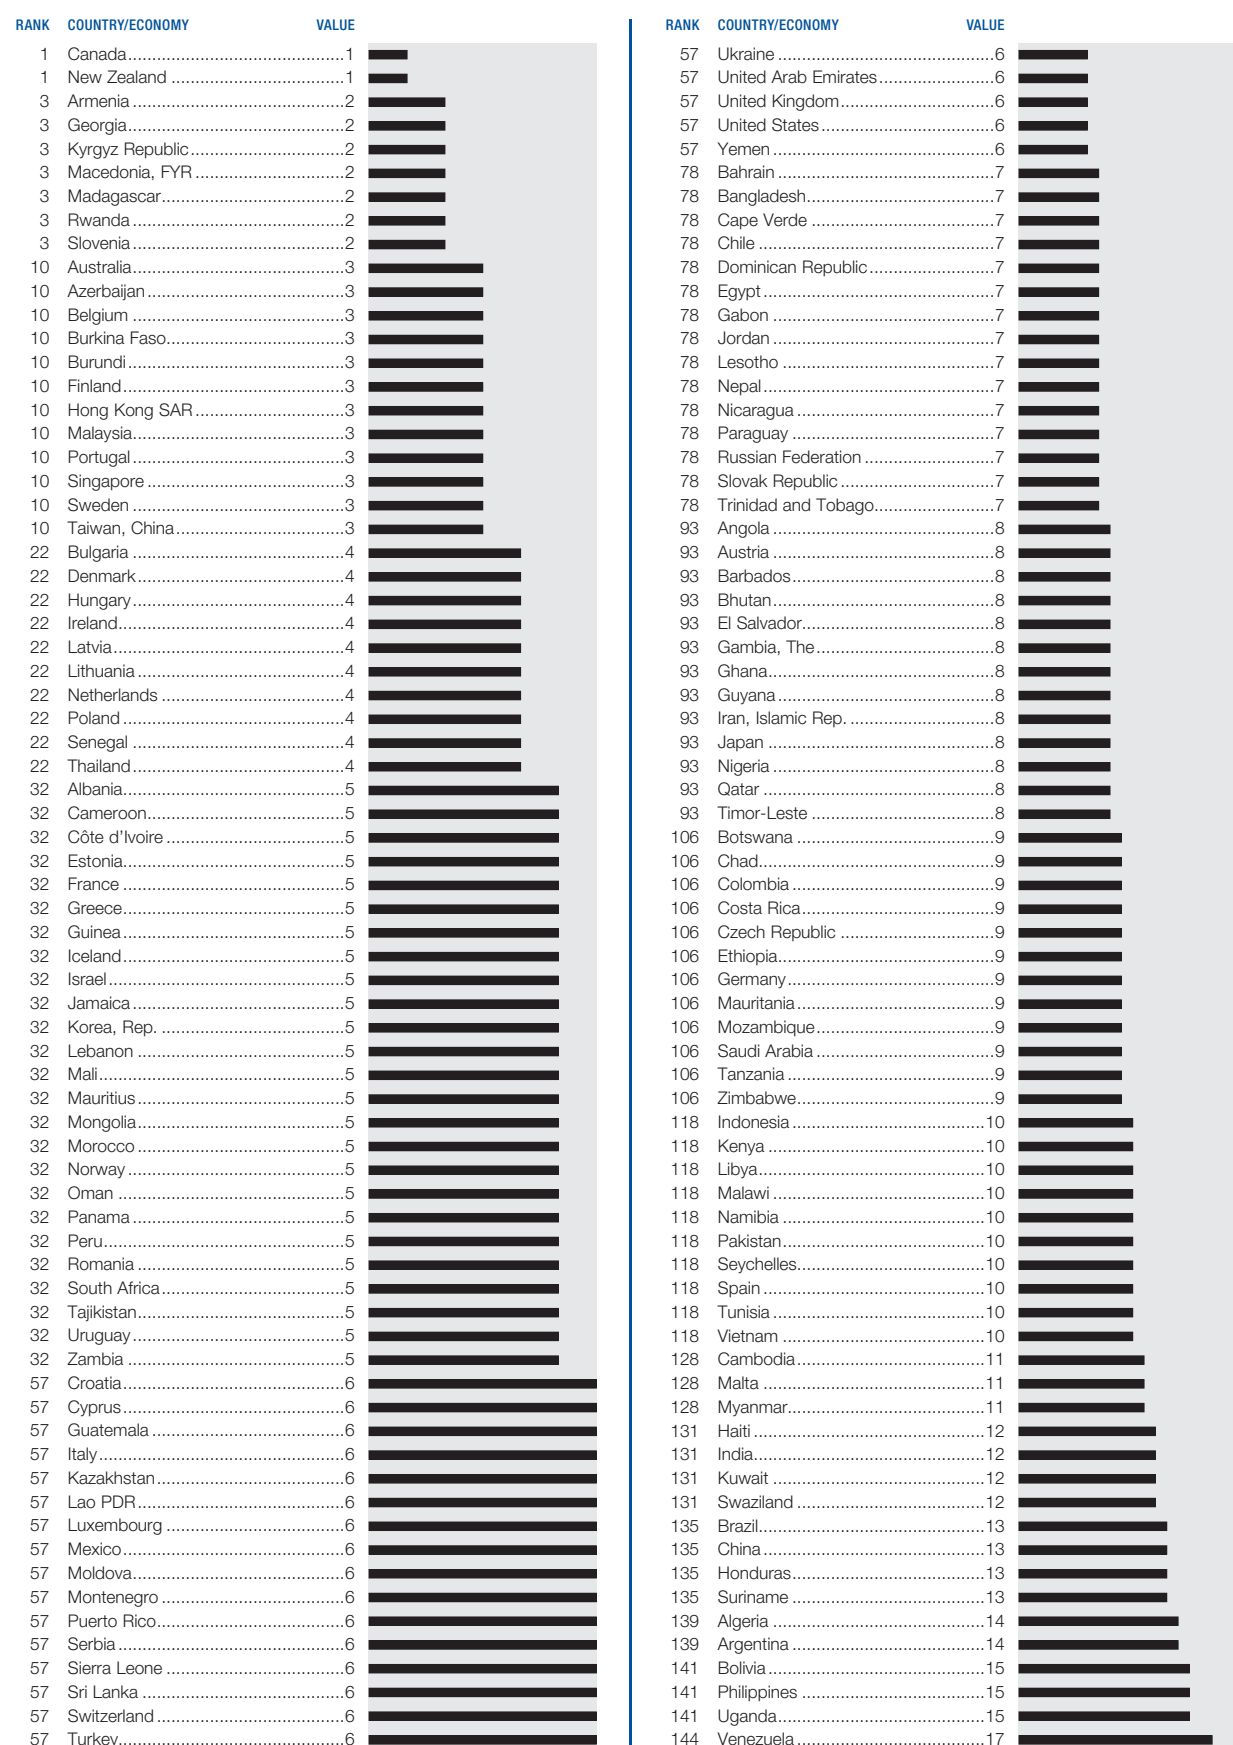 RANK COUNTRY/ECONOMY VALUE
1 Canada 1
1 New Zealand 1
3 Armenia 2
3 Georgia 2
3 Kyrgyz Republic 2
3 Macedonia, FYR 2
3 Madagascar 2
3 Rwanda 2
3 Slovenia 2
10 Australia 3
10 Azerbaijan 3
10 Belgium 3
10 Burkina Faso 3
10 Burundi 3
10 Finland 3
10 Hong Kong SAR 3
10 Malaysia 3
10 Portugal 3
10 Singapore 3
10 Sweden 3
10 Taiwan, China 3
22 Bulgaria 4
22 Denmark 4
22 Hungary 4
22 Ireland 4
22 Latvia 4
22 Lithuania 4
22 Netherlands 4
22 Poland 4
22 Senegal 4
22 Thailand 4
32 Albania 5
32 Cameroon 5
32 Côte d’Ivoire 5
32 Estonia 5
32 France 5
32 Greece 5
32 Guinea 5
32 Iceland 5
32 Israel 5
32 Jamaica 5
32 Korea, Rep. 5
32 Lebanon 5
32 Mali 5
32 Mauritius 5
32 Mongolia 5
32 Morocco 5
32 Norway 5
32 Oman 5
32 Panama 5
32 Peru 5
32 Romania 5
32 South Africa 5
32 Tajikistan 5
32 Uruguay 5
32 Zambia 5
57 Croatia 6
57 Cyprus 6
57 Guatemala 6
57 Italy 6
57 Kazakhstan 6
57 Lao PDR 6
57 Luxembourg 6
57 Mexico 6
57 Moldova 6
57 Montenegro 6
57 Puerto Rico 6
57 Serbia 6
57 Sierra Leone 6
57 Sri Lanka 6
57 Switzerland 6
57 Turkey 6
RANK COUNTRY/ECONOMY VALUE
57 Ukraine 6
57 United Arab Emirates 6
57 United Kingdom 6
57 United States 6
57 Yemen 6
78 Bahrain 7
78 Bangladesh 7
78 Cape Verde 7
78 Chile 7
78 Dominican Republic 7
78 Egypt 7
78 Gabon 7
78 Jordan 7
78 Lesotho 7
78 Nepal 7
78 Nicaragua 7
78 Paraguay 7
78 Russian Federation 7
78 Slovak Republic 7
78 Trinidad and Tobago 7
93 Angola 8
93 Austria 8
93 Barbados 8
93 Bhutan 8
93 El Salvador 8
93 Gambia, The 8
93 Ghana 8
93 Guyana 8
93 Iran, Islamic Rep. 8
93 Japan 8
93 Nigeria 8
93 Qatar 8
93 Timor-Leste 8
106 Botswana 9
106 Chad 9
106 Colombia 9
106 Costa Rica 9
106 Czech Republic 9
106 Ethiopia 9
106 Germany 9
106 Mauritania 9
106 Mozambique 9
106 Saudi Arabia 9
106 Tanzania 9
106 Zimbabwe 9
118 Indonesia 10
118 Kenya 10
118 Libya 10
118 Malawi 10
118 Namibia 10
118 Pakistan 10
118 Seychelles 10
118 Spain 10
118 Tunisia 10
118 Vietnam 10
128 Cambodia 11
128 Malta 11
128 Myanmar 11
131 Haiti 12
131 India 12
131 Kuwait 12
131 Swaziland 12
135 Brazil 13
135 China 13
135 Honduras 13
135 Suriname 13
139 Algeria 14
139 Argentina 14
141 Bolivia 15
141 Philippines 15
141 Uganda 15
144 Venezuela 17